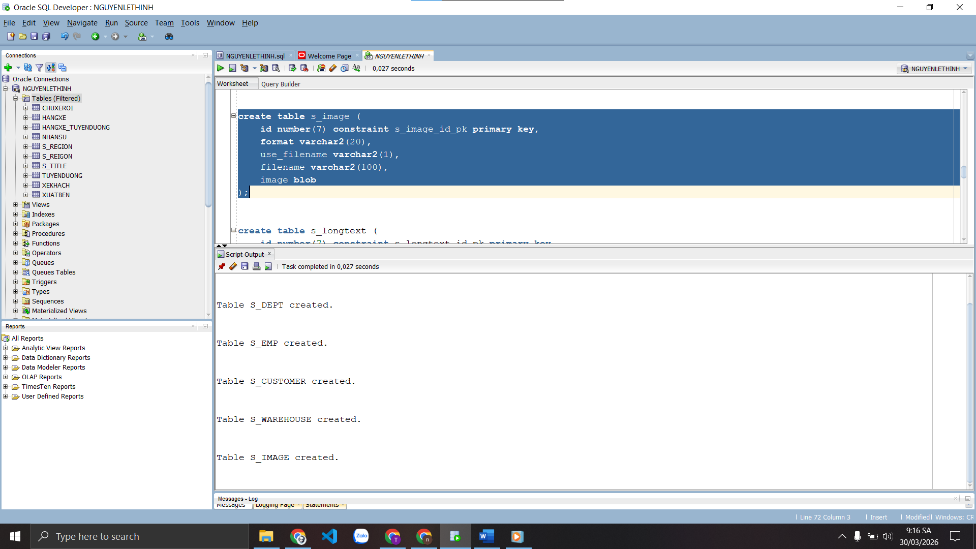 Oracle SQL Developer : NGUYENLETHINH
File Edit View Navigate Run Source Team Tools Window Help
Connections
Oracle Connections
NGUYENLETHINH
Tables (Filtered)
CHUXEROI
HANGXE
HANGXE_TUYENDUONG
NHANSU
S_REGION
S_REIGON
S_TITLE
TUYENDUONG
XEKHACH
XUATBEN
Views
Indexes
Packages
Procedures
Functions
Operators
Queues
Queues Tables
Triggers
Types
Sequences
Materialized Views
Reports
All Reports
Analytic View Reports
Data Dictionary Reports
Data Modeler Reports
OLAP Reports
TimesTen Reports
User Defined Reports
NGUYENLETHINH.sql Welcome Page NGUYENLETHINH
0,027 seconds NGUYENLETHINH
Worksheet Query Builder
create table s_image (
id number(7) constraint s_image_id_pk primary key,
format varchar2(20),
use_filename varchar2(1),
filename varchar2(100),
image blob
);
create table s_longtext (
id number(7) constraint s_longtext_id_pk primary key,
Script Output
Task completed in 0,027 seconds
Table S_DEPT created.
Table S_EMP created.
Table S_CUSTOMER created.
Table S_WAREHOUSE created.
Table S_IMAGE created.
Messages - Log
Messages Logging Page Statements
Line 72 Column 3 Insert Modified Windows: CF
Type here to search
Zalo
9:16 SA
30/03/2026